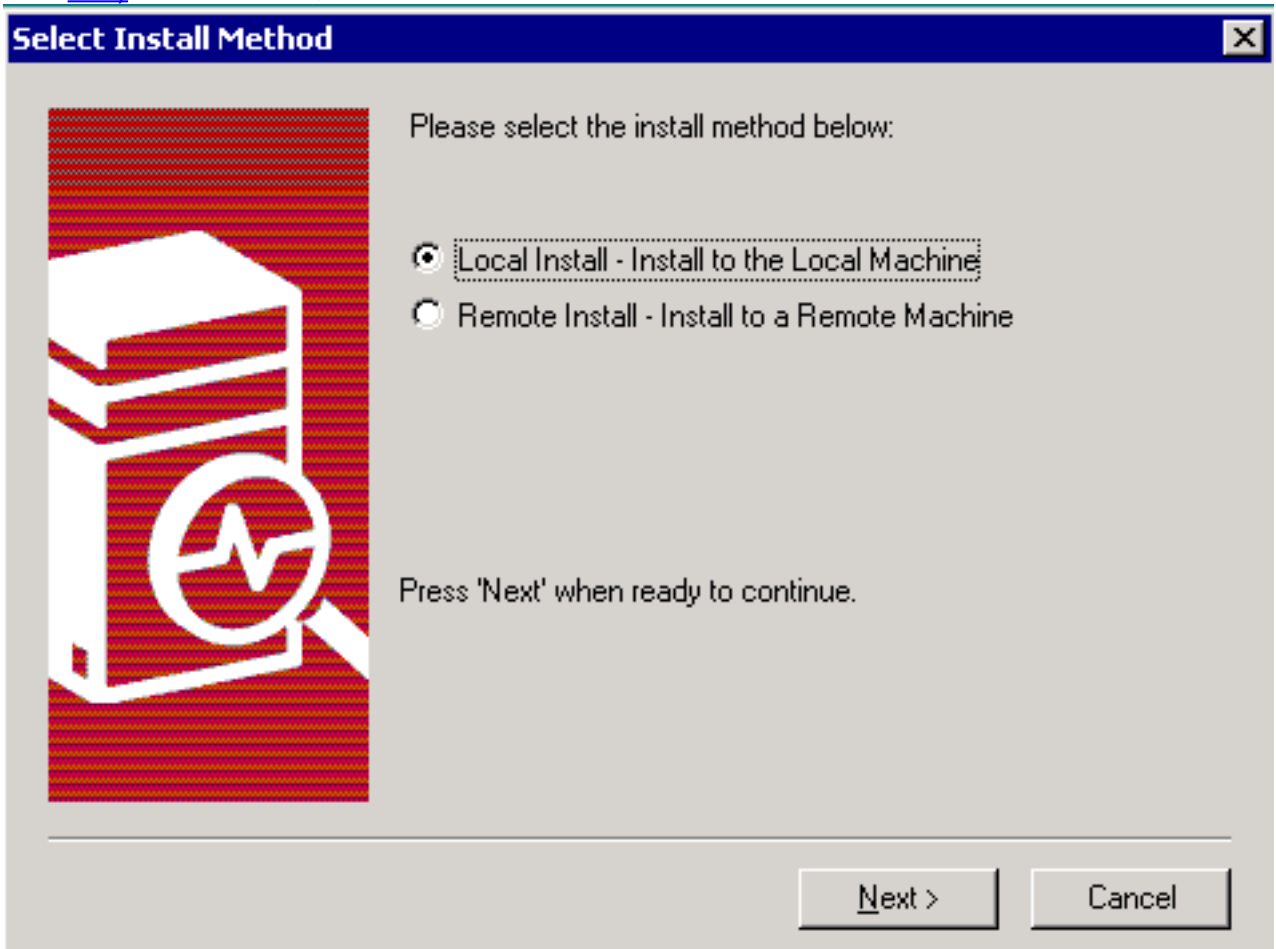 Select Install Method
Please select the install method below:
Local Install - Install to the Local Machine
Remote Install - Install to a Remote Machine
Press 'Next' when ready to continue.
Next >
Cancel